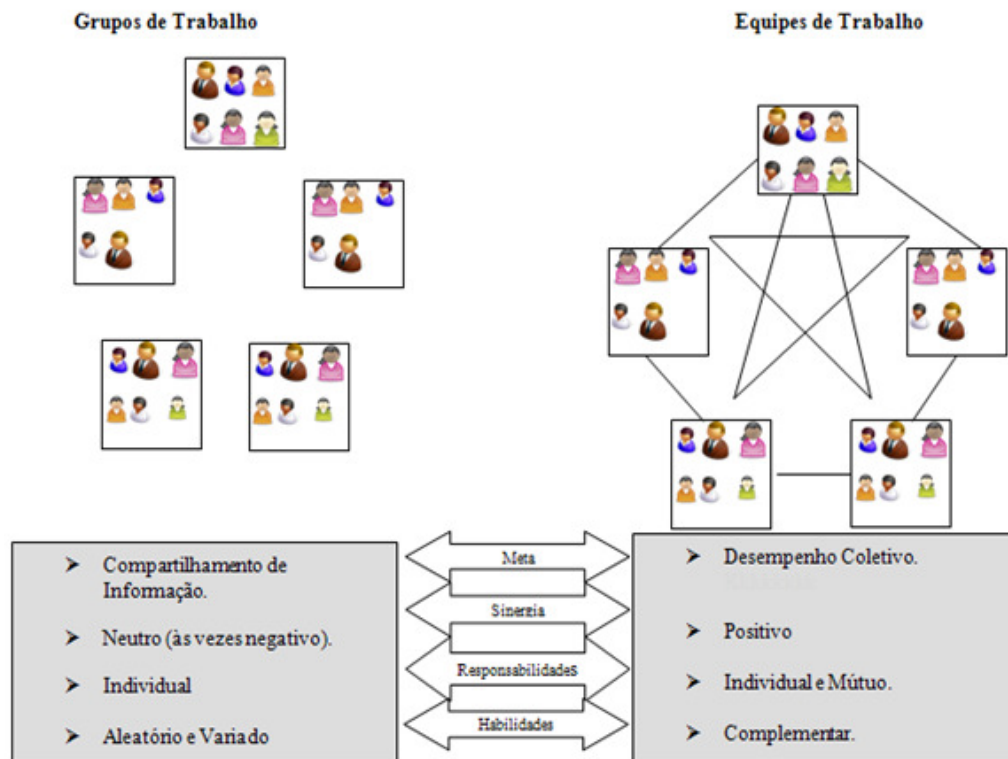 Grupos de Trabalho
Equipes de Trabalho
Compartilhamento de
Informação.
Neutro (às vezes negativo).
Individual
Aleatório e Variado
Meta
Sinergia
Responsabilidades
Habilidades
Desempenho Coletivo.
Positivo
Individual e Mútuo.
Complementar.